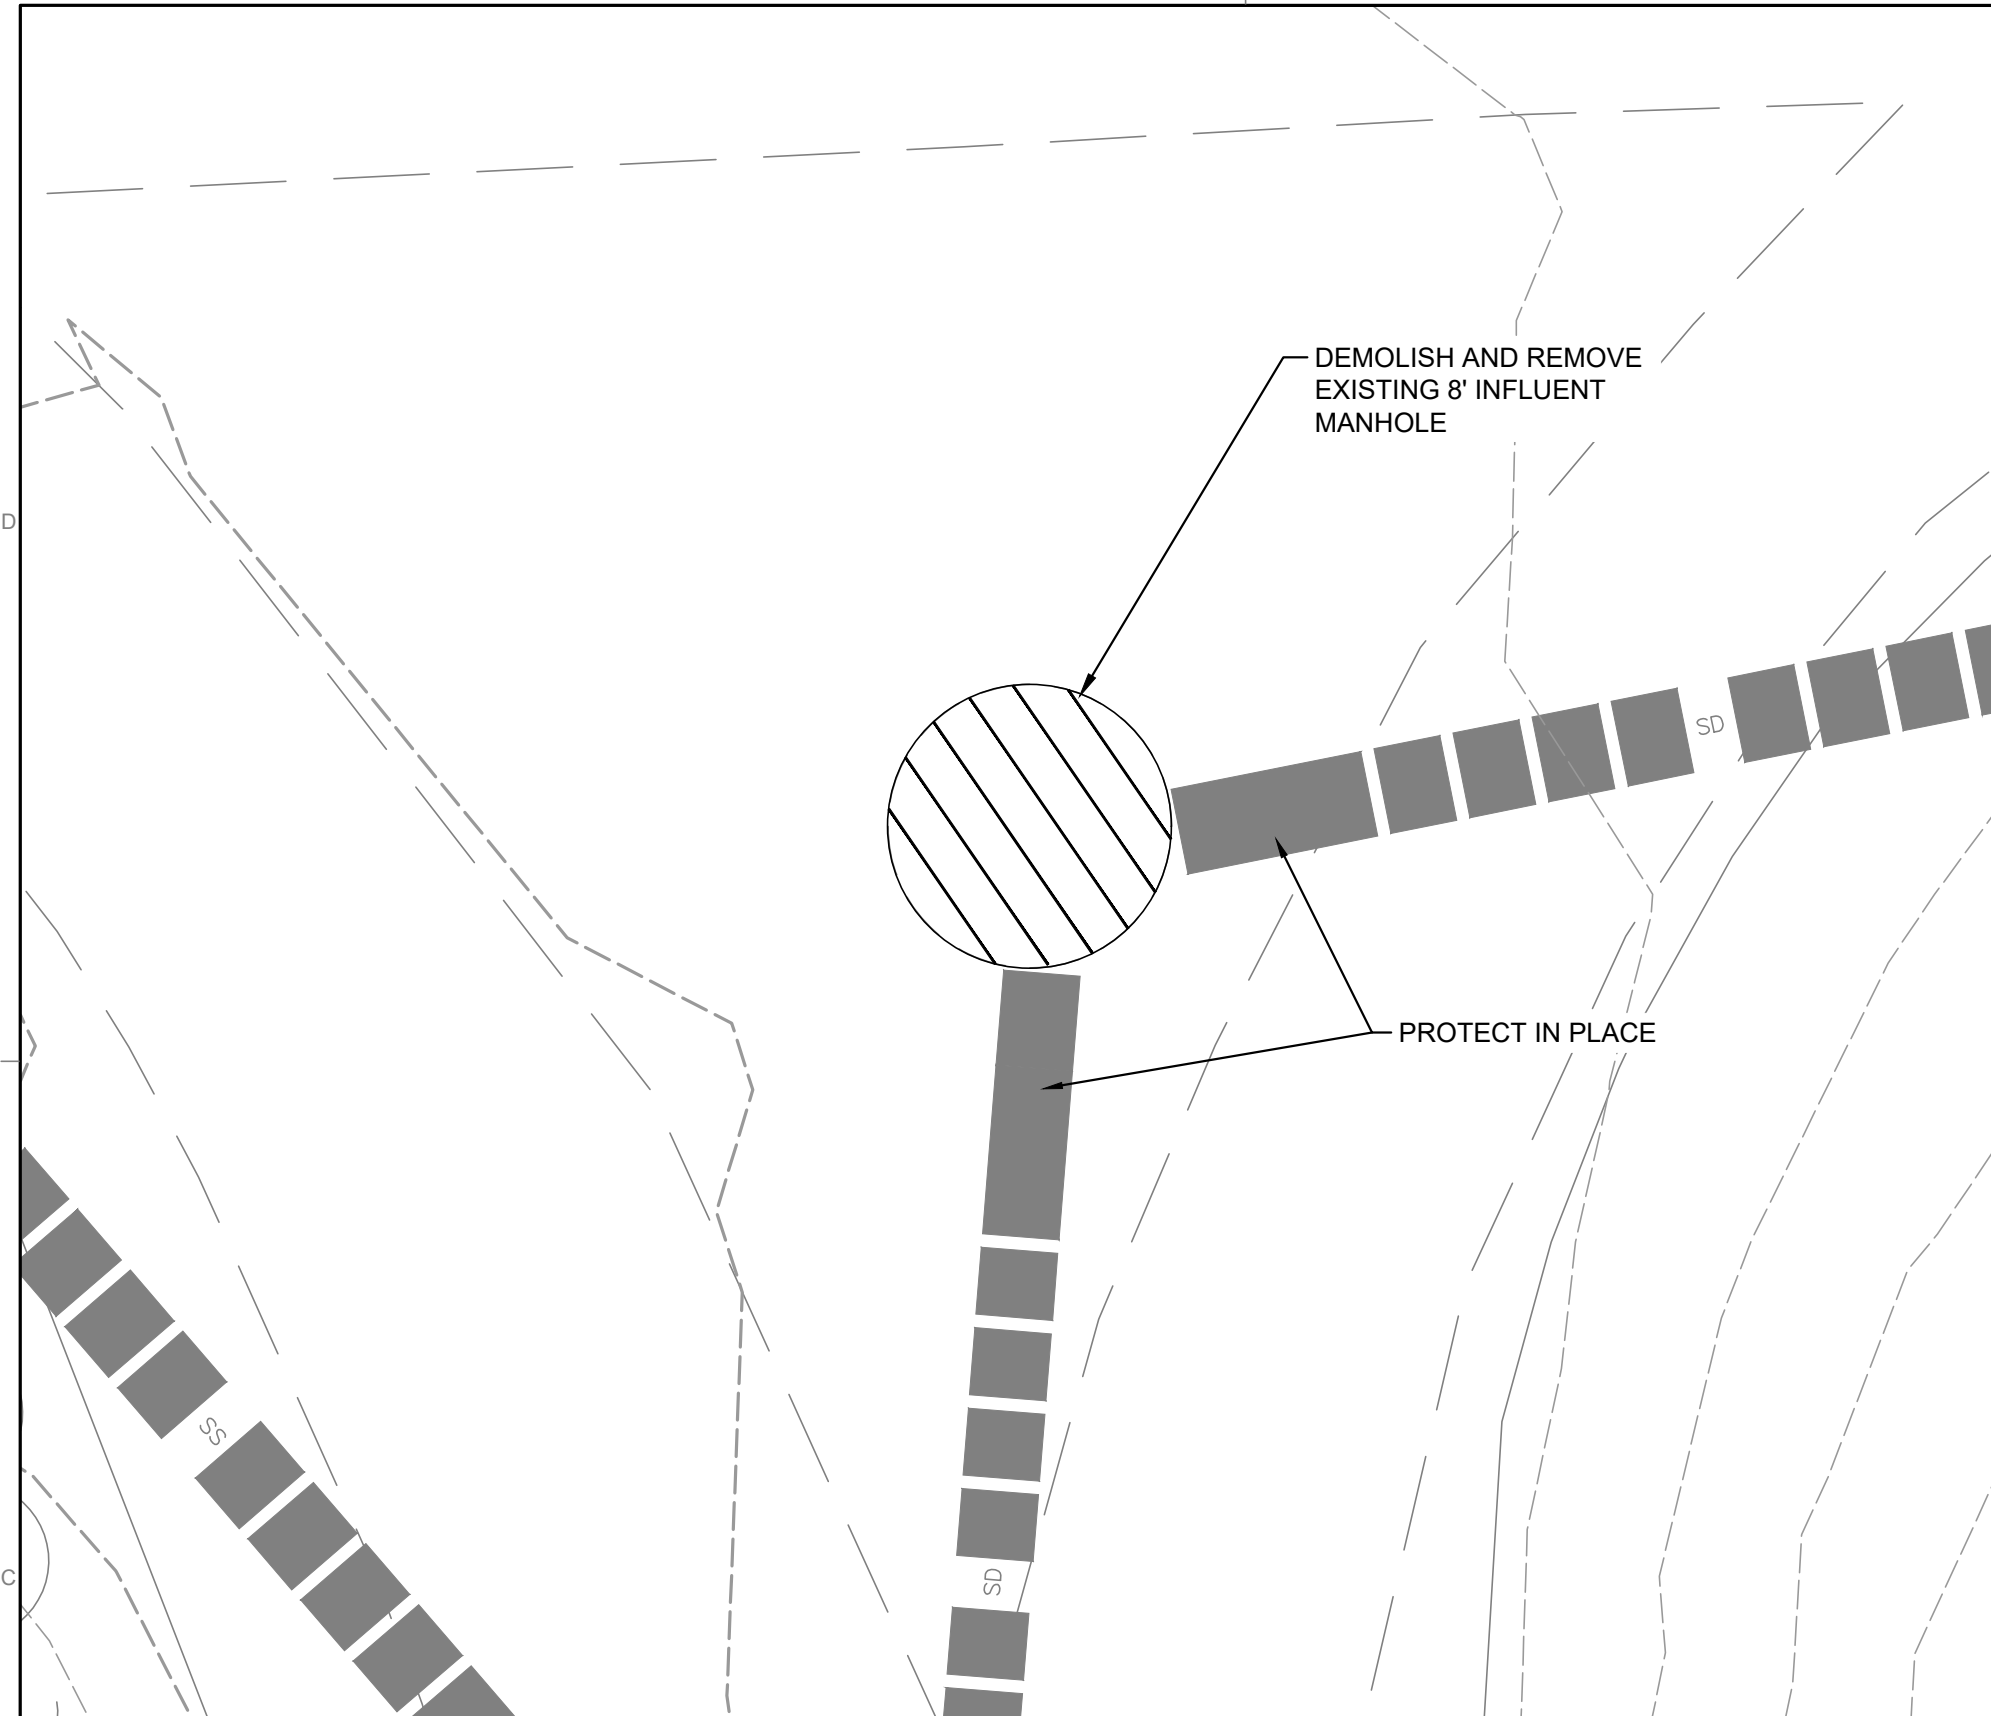 DEMOLISH AND REMOVE
EXISTING 8' INFLUENT
MANHOLE
D
SD
PROTECT IN PLACE
SS
C
SD